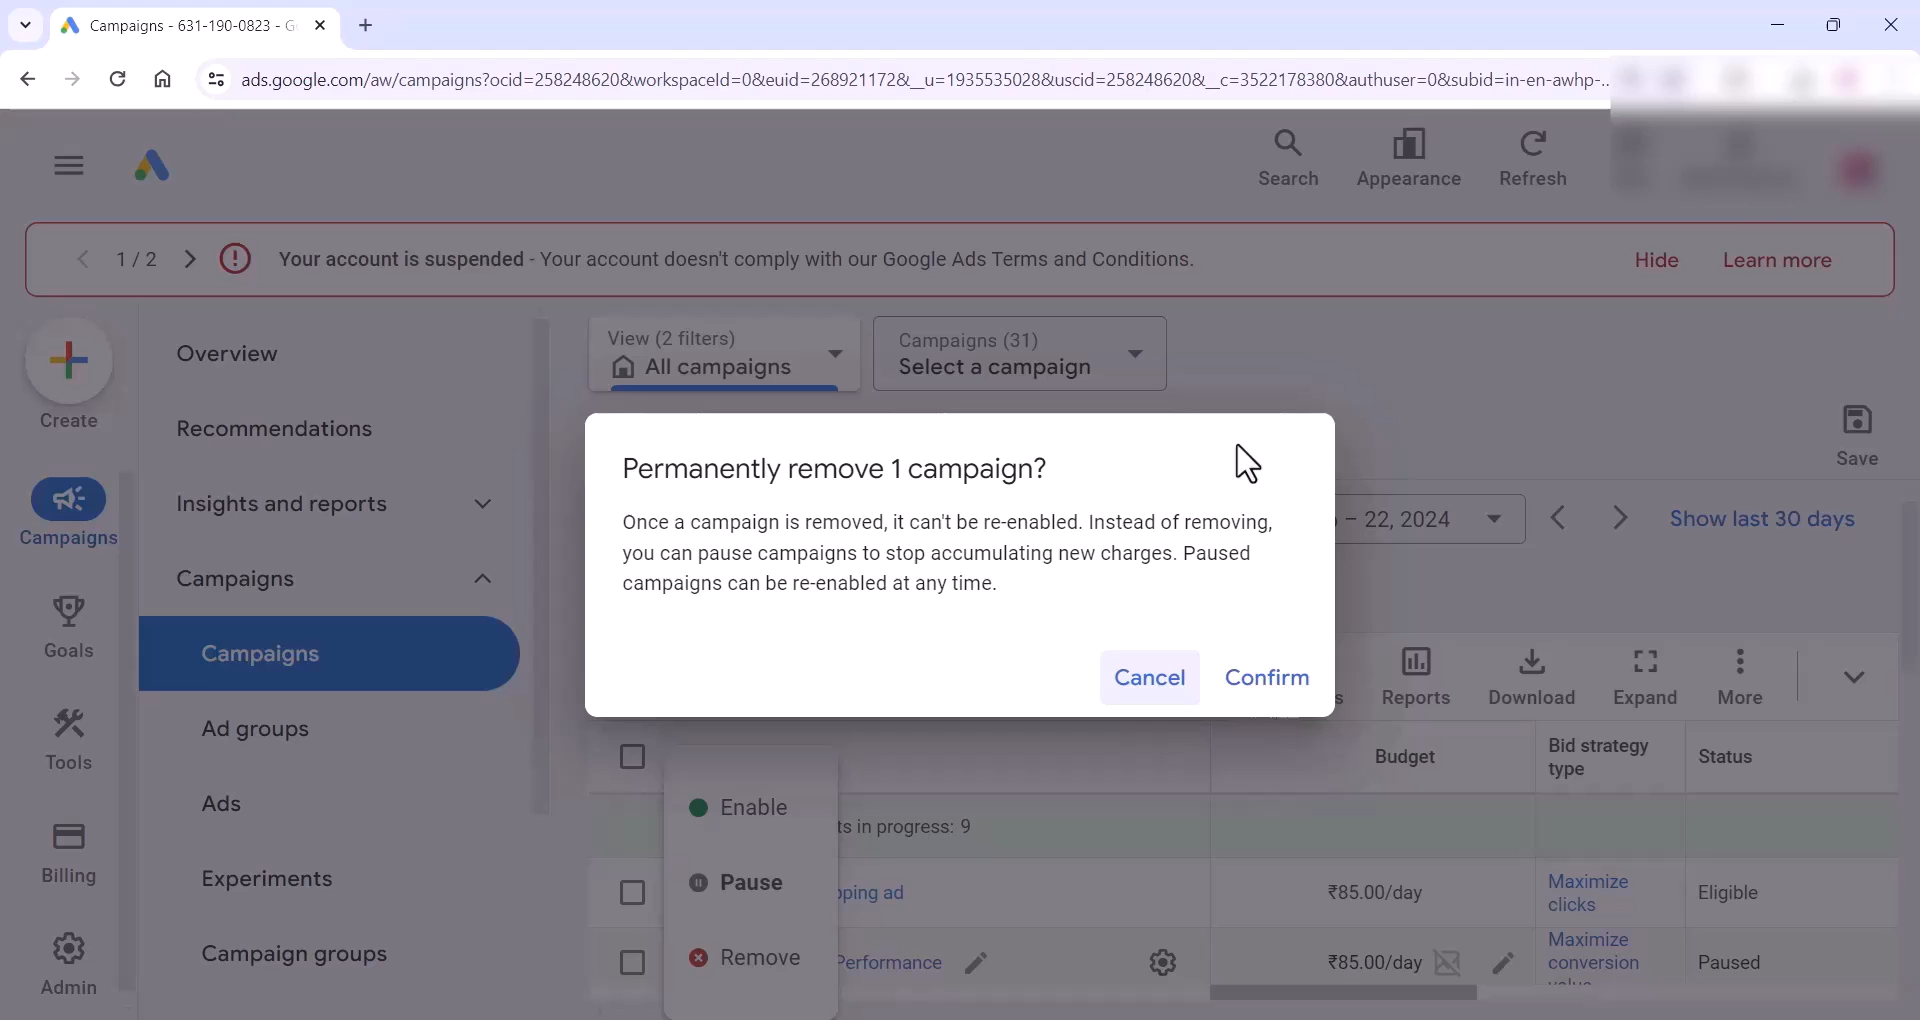 Campaigns - 631-190-0823 - G
ads.google.com/aw/campaigns?ocid=258248620&workspaceId=0&euid=268921172&__u=1935535028&uscid=258248620&__c=3522178380&authuser=0&subid=in-en-awhp-...
Search
Appearance
Refresh
1 / 2
Your account is suspended - Your account doesn't comply with our Google Ads Terms and Conditions.
Hide
Learn more
Create
Campaigns
Goals
Tools
Billing
Admin
Overview
Recommendations
Insights and reports
Campaigns
Campaigns
Ad groups
Ads
Experiments
Campaign groups
View (2 filters)
All campaigns
Campaigns (31)
Select a campaign
Save
– 22, 2024
Show last 30 days
Permanently remove 1 campaign?
Once a campaign is removed, it can't be re-enabled. Instead of removing,
you can pause campaigns to stop accumulating new charges. Paused
campaigns can be re-enabled at any time.
Cancel
Confirm
Reports
Download
Expand
More
Budget
Bid strategy
type
Status
Enable
Pause
Remove
ts in progress: 9
pping ad
₹85.00/day
Maximize
clicks
Eligible
Performance
₹85.00/day
Maximize
conversion
Paused